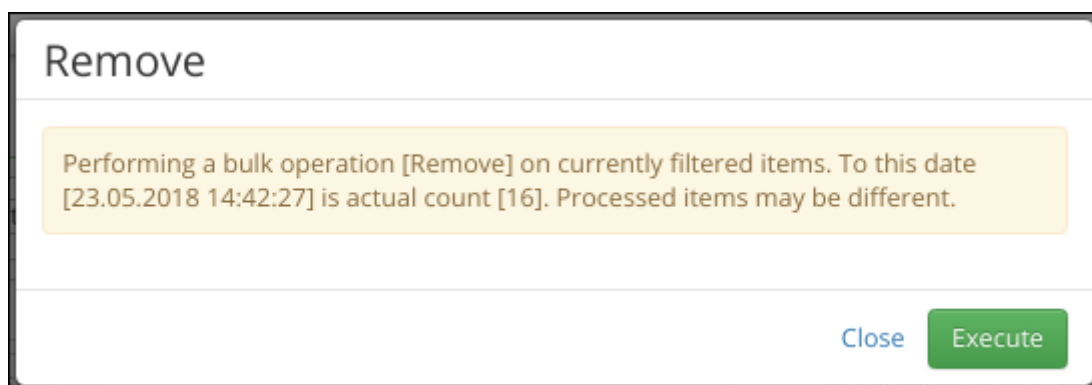 Remove
Performing a bulk operation [Remove] on currently filtered items. To this date
[23.05.2018 14:42:27] is actual count [16]. Processed items may be different.
Close Execute